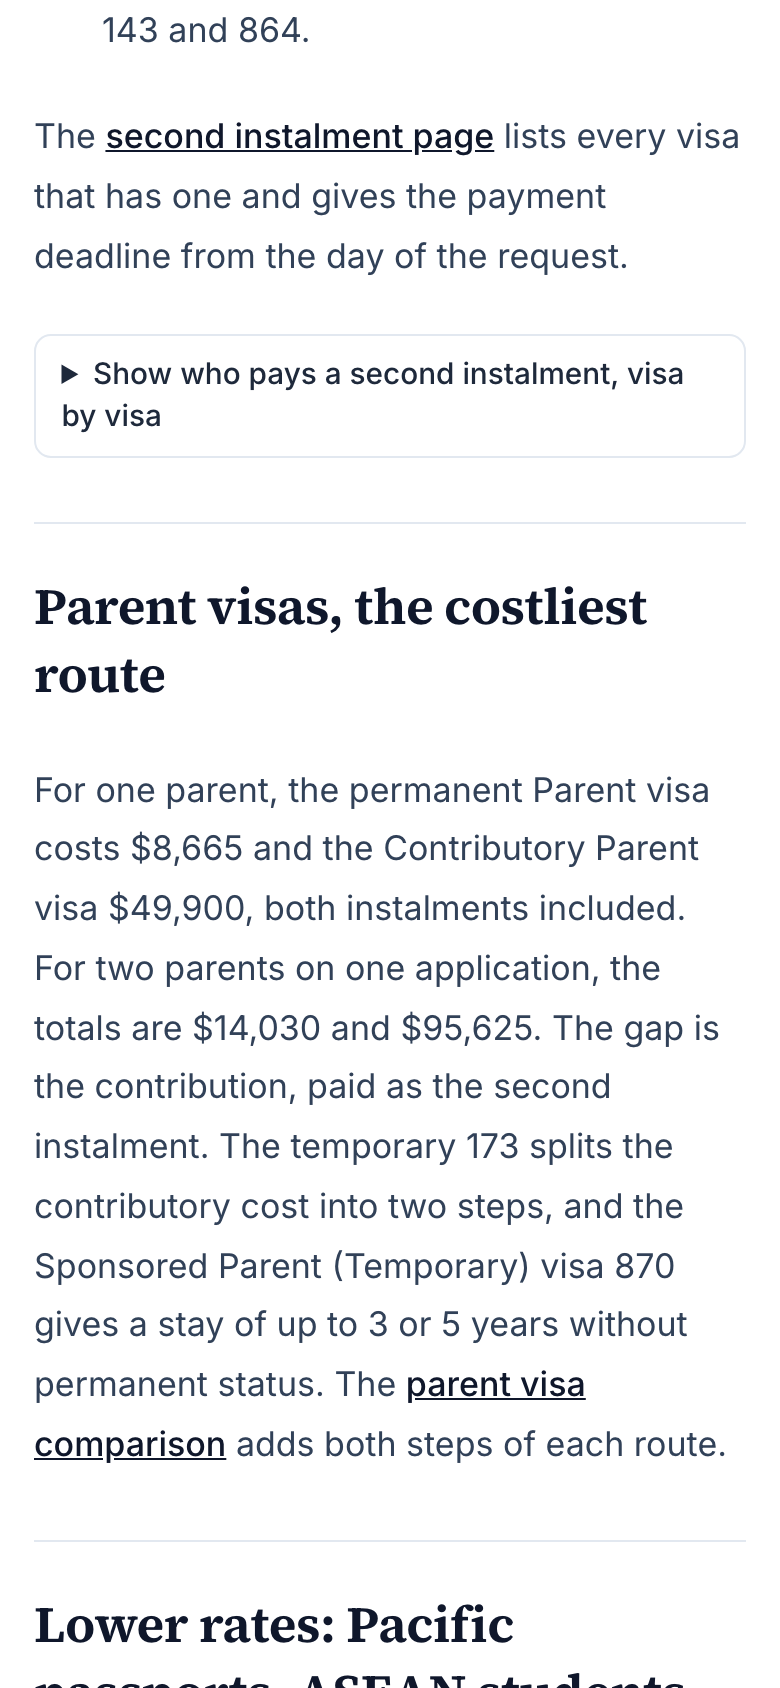 143 and 864.
The second instalment page lists every visa
that has one and gives the payment
deadline from the day of the request.
▶ Show who pays a second instalment, visa
by visa
Parent visas, the costliest
route
For one parent, the permanent Parent visa
costs $8,665 and the Contributory Parent
visa $49,900, both instalments included.
For two parents on one application, the
totals are $14,030 and $95,625. The gap is
the contribution, paid as the second
instalment. The temporary 173 splits the
contributory cost into two steps, and the
Sponsored Parent (Temporary) visa 870
gives a stay of up to 3 or 5 years without
permanent status. The parent visa
comparison adds both steps of each route.
Lower rates: Pacific
passports, ASEAN students